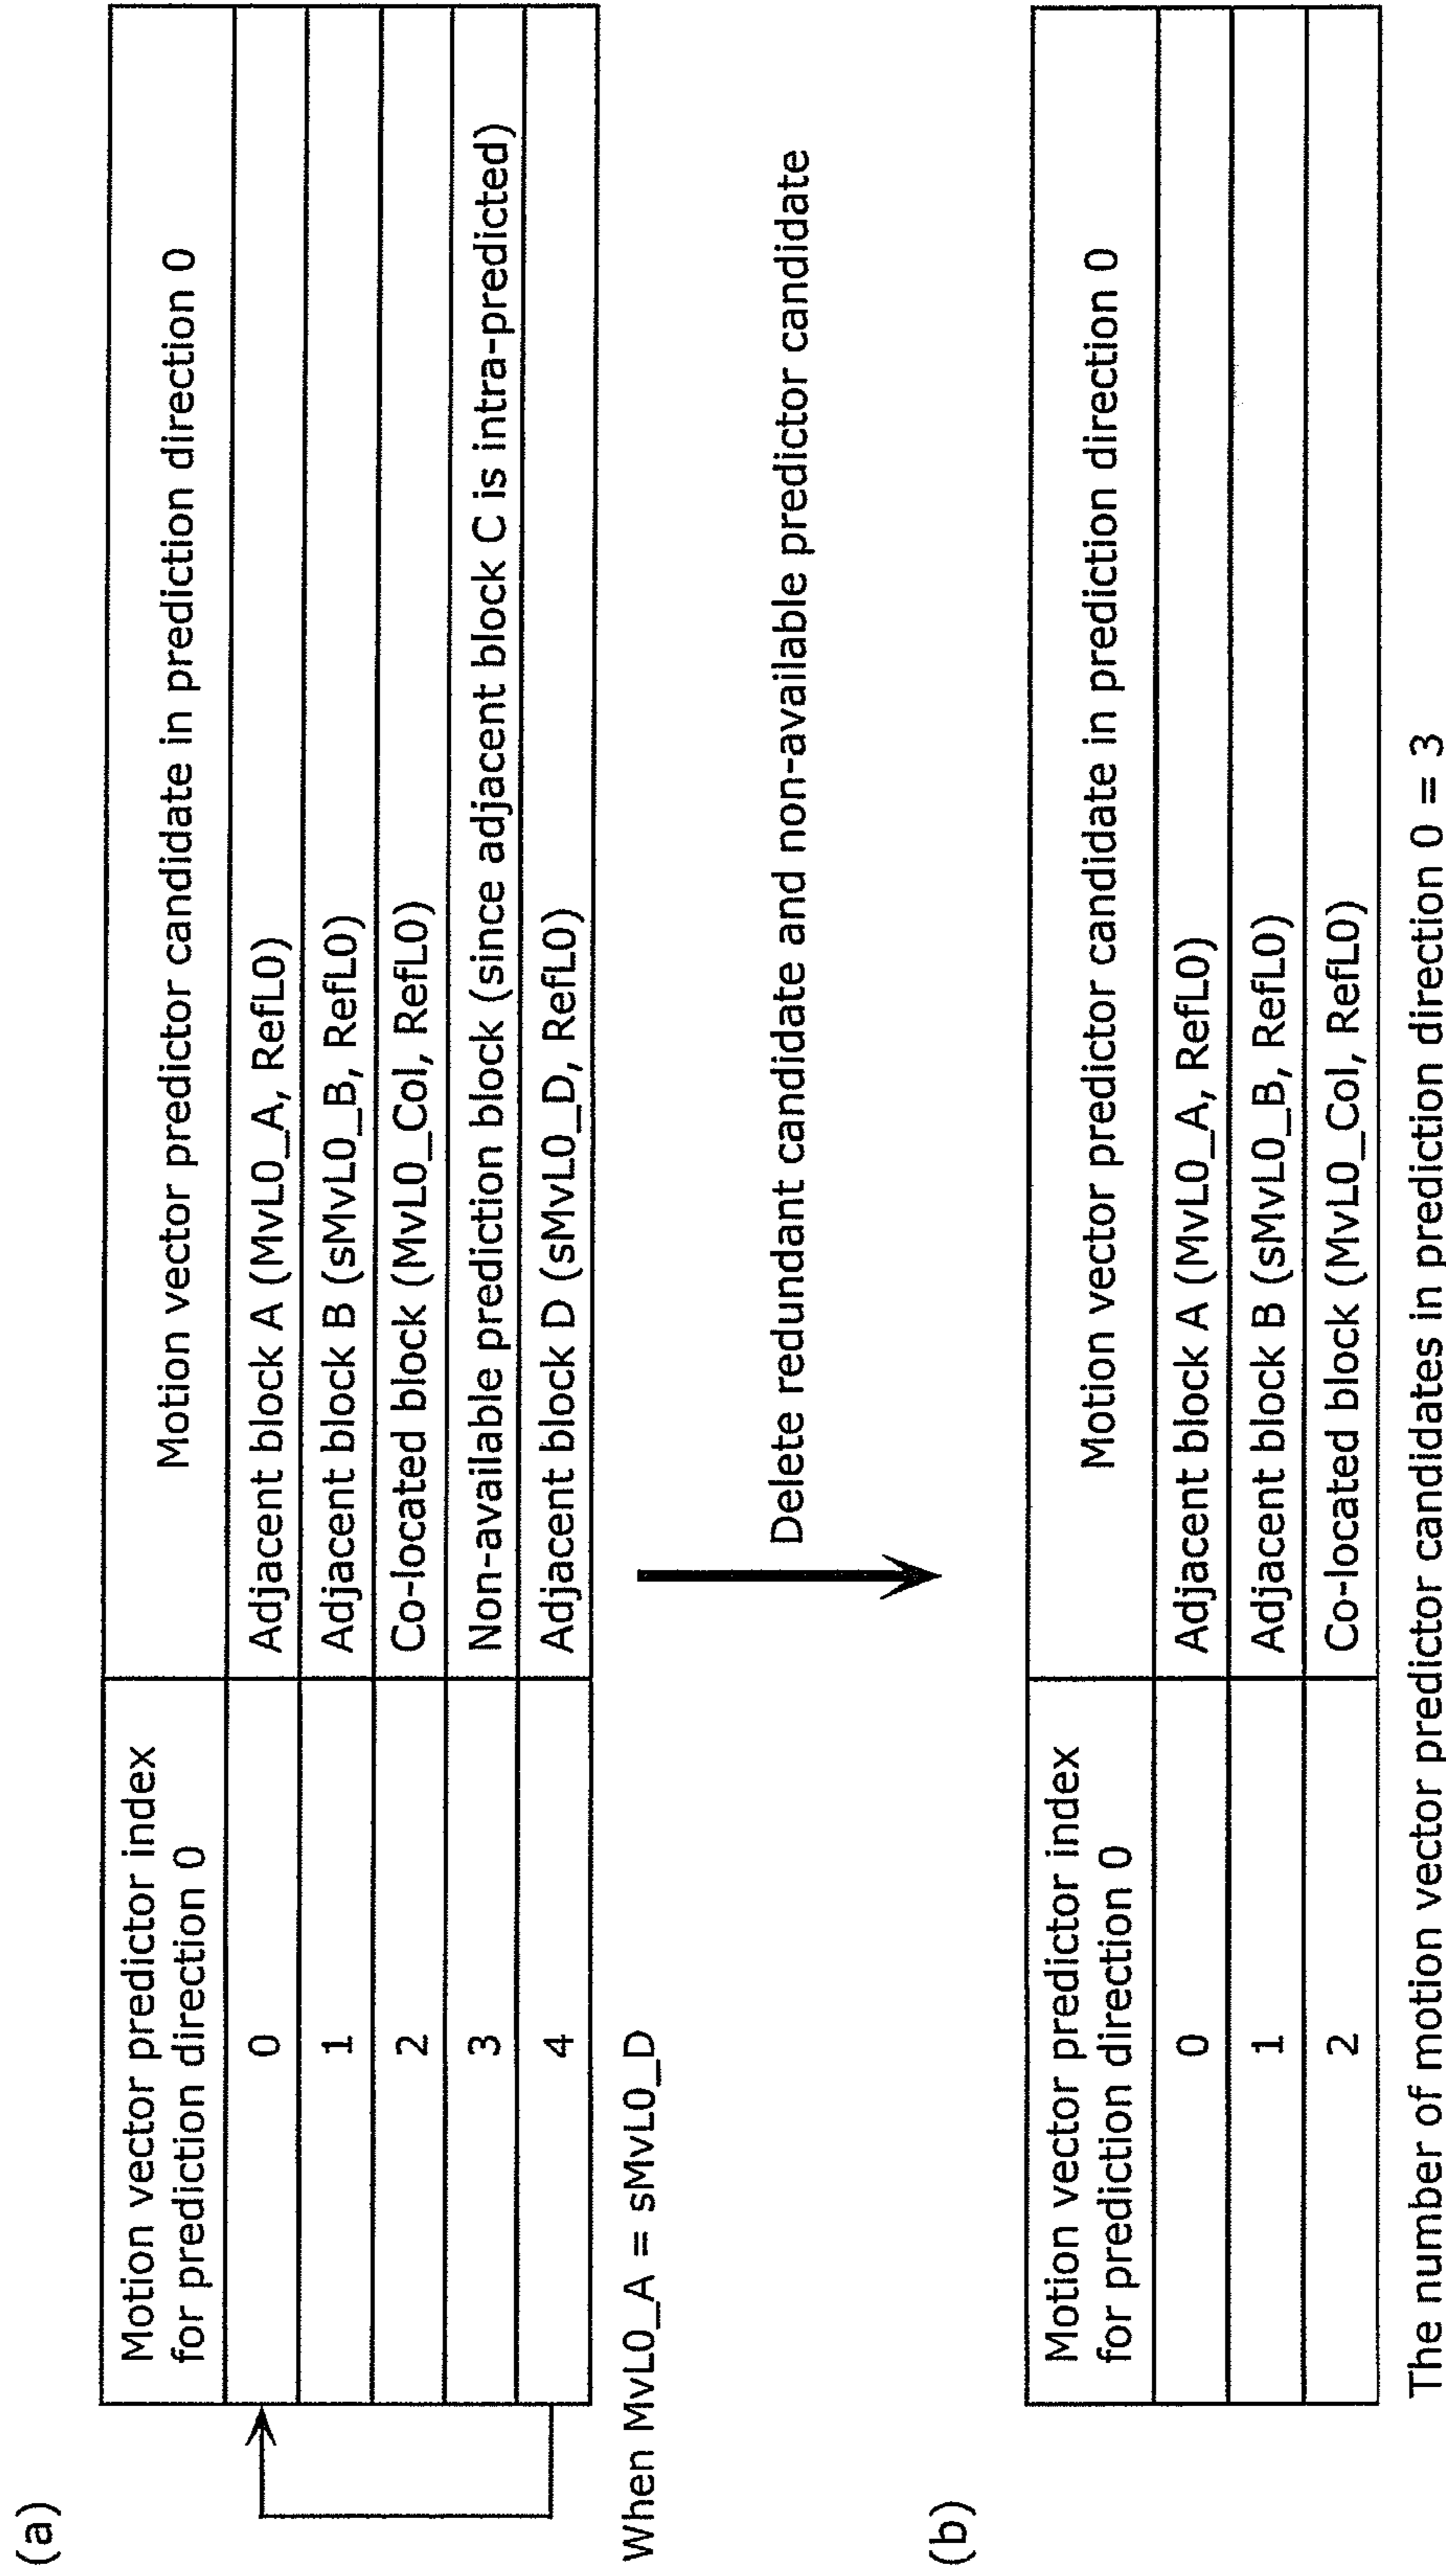 (a)
Motion vector predictor index
for prediction direction 0
Motion vector predictor candidate in prediction direction 0
0
Adjacent block A (MvL0_A, RefL0)
1
Adjacent block B (sMvL0_B, RefL0)
2
Co-located block (MvL0_Col, RefL0)
3
Non-available prediction block (since adjacent block C is intra-predicted)
4
Adjacent block D (sMvL0_D, RefL0)
When MvL0_A = sMvL0_D
Delete redundant candidate and non-available predictor candidate
(b)
Motion vector predictor index
for prediction direction 0
Motion vector predictor candidate in prediction direction 0
0
Adjacent block A (MvL0_A, RefL0)
1
Adjacent block B (sMvL0_B, RefL0)
2
Co-located block (MvL0_Col, RefL0)
The number of motion vector predictor candidates in prediction direction 0 = 3